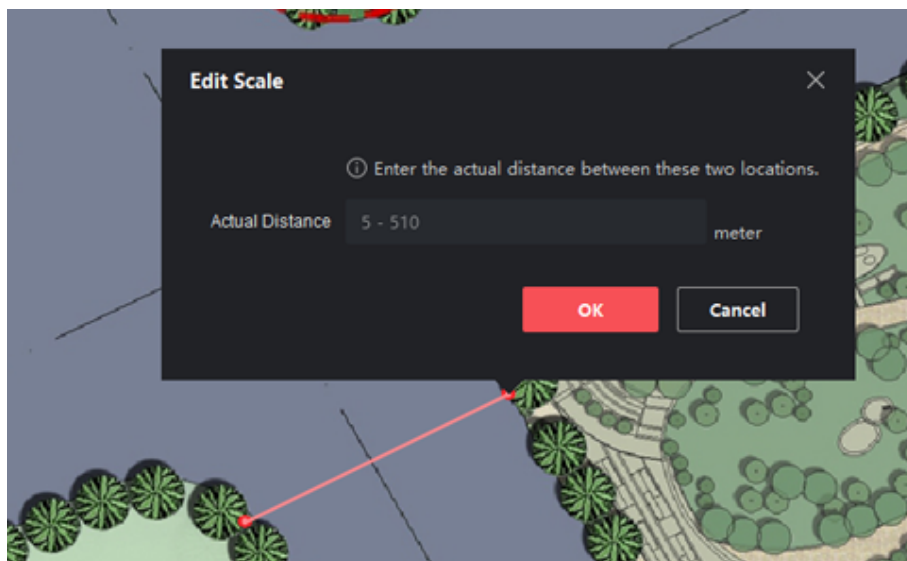 Edit Scale
Enter the actual distance between these two locations.
Actual Distance 5 - 510 meter
OK Cancel